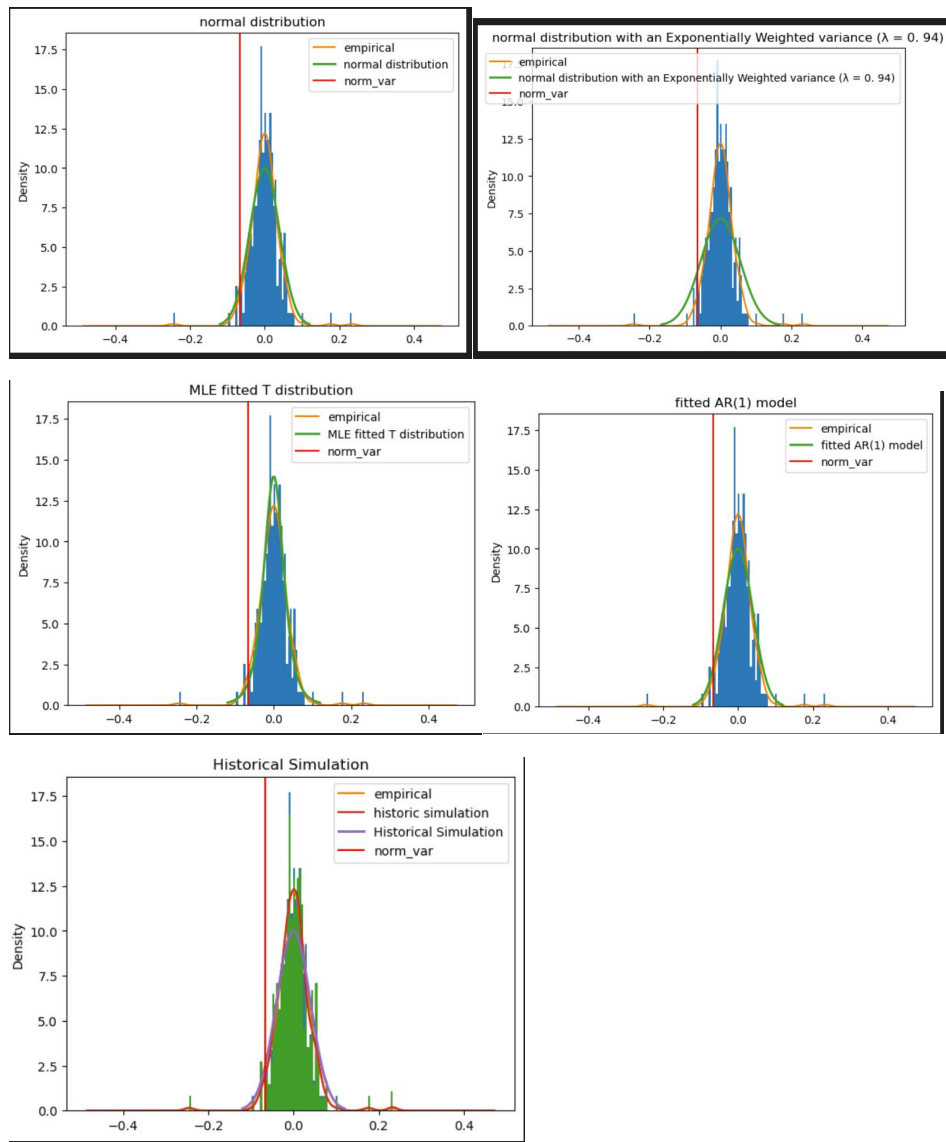 normal distribution
17.5
15.0
12.5
10.0
7.5
5.0
2.5
0.0
Density
empirical
normal distribution
norm_var
−0.4
−0.2
0.0
0.2
0.4
normal distribution with an Exponentially Weighted variance (λ = 0. 94)
empirical
normal distribution with an Exponentially Weighted variance (λ = 0. 94)
norm_var
17.5
15.0
12.5
10.0
7.5
5.0
2.5
0.0
Density
−0.4
−0.2
0.0
0.2
0.4
MLE fitted T distribution
17.5
15.0
12.5
10.0
7.5
5.0
2.5
0.0
Density
empirical
MLE fitted T distribution
norm_var
−0.4
−0.2
0.0
0.2
0.4
fitted AR(1) model
17.5
15.0
12.5
10.0
7.5
5.0
2.5
0.0
Density
empirical
fitted AR(1) model
norm_var
−0.4
−0.2
0.0
0.2
0.4
Historical Simulation
17.5
15.0
12.5
10.0
7.5
5.0
2.5
0.0
Density
empirical
historic simulation
Historical Simulation
norm_var
−0.4
−0.2
0.0
0.2
0.4